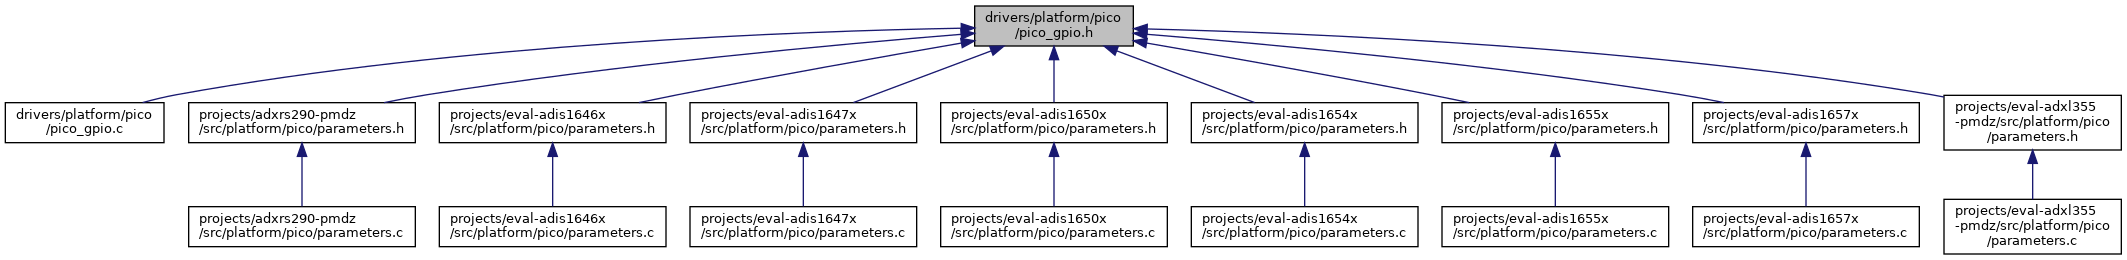 drivers/platform/pico
/pico_gpio.h
drivers/platform/pico
/pico_gpio.c
projects/adxrs290-pmdz
/src/platform/pico/parameters.h
projects/eval-adis1646x
/src/platform/pico/parameters.h
projects/eval-adis1647x
/src/platform/pico/parameters.h
projects/eval-adis1650x
/src/platform/pico/parameters.h
projects/eval-adis1654x
/src/platform/pico/parameters.h
projects/eval-adis1655x
/src/platform/pico/parameters.h
projects/eval-adis1657x
/src/platform/pico/parameters.h
projects/eval-adxl355
-pmdz/src/platform/pico
/parameters.h
projects/adxrs290-pmdz
/src/platform/pico/parameters.c
projects/eval-adis1646x
/src/platform/pico/parameters.c
projects/eval-adis1647x
/src/platform/pico/parameters.c
projects/eval-adis1650x
/src/platform/pico/parameters.c
projects/eval-adis1654x
/src/platform/pico/parameters.c
projects/eval-adis1655x
/src/platform/pico/parameters.c
projects/eval-adis1657x
/src/platform/pico/parameters.c
projects/eval-adxl355
-pmdz/src/platform/pico
/parameters.c